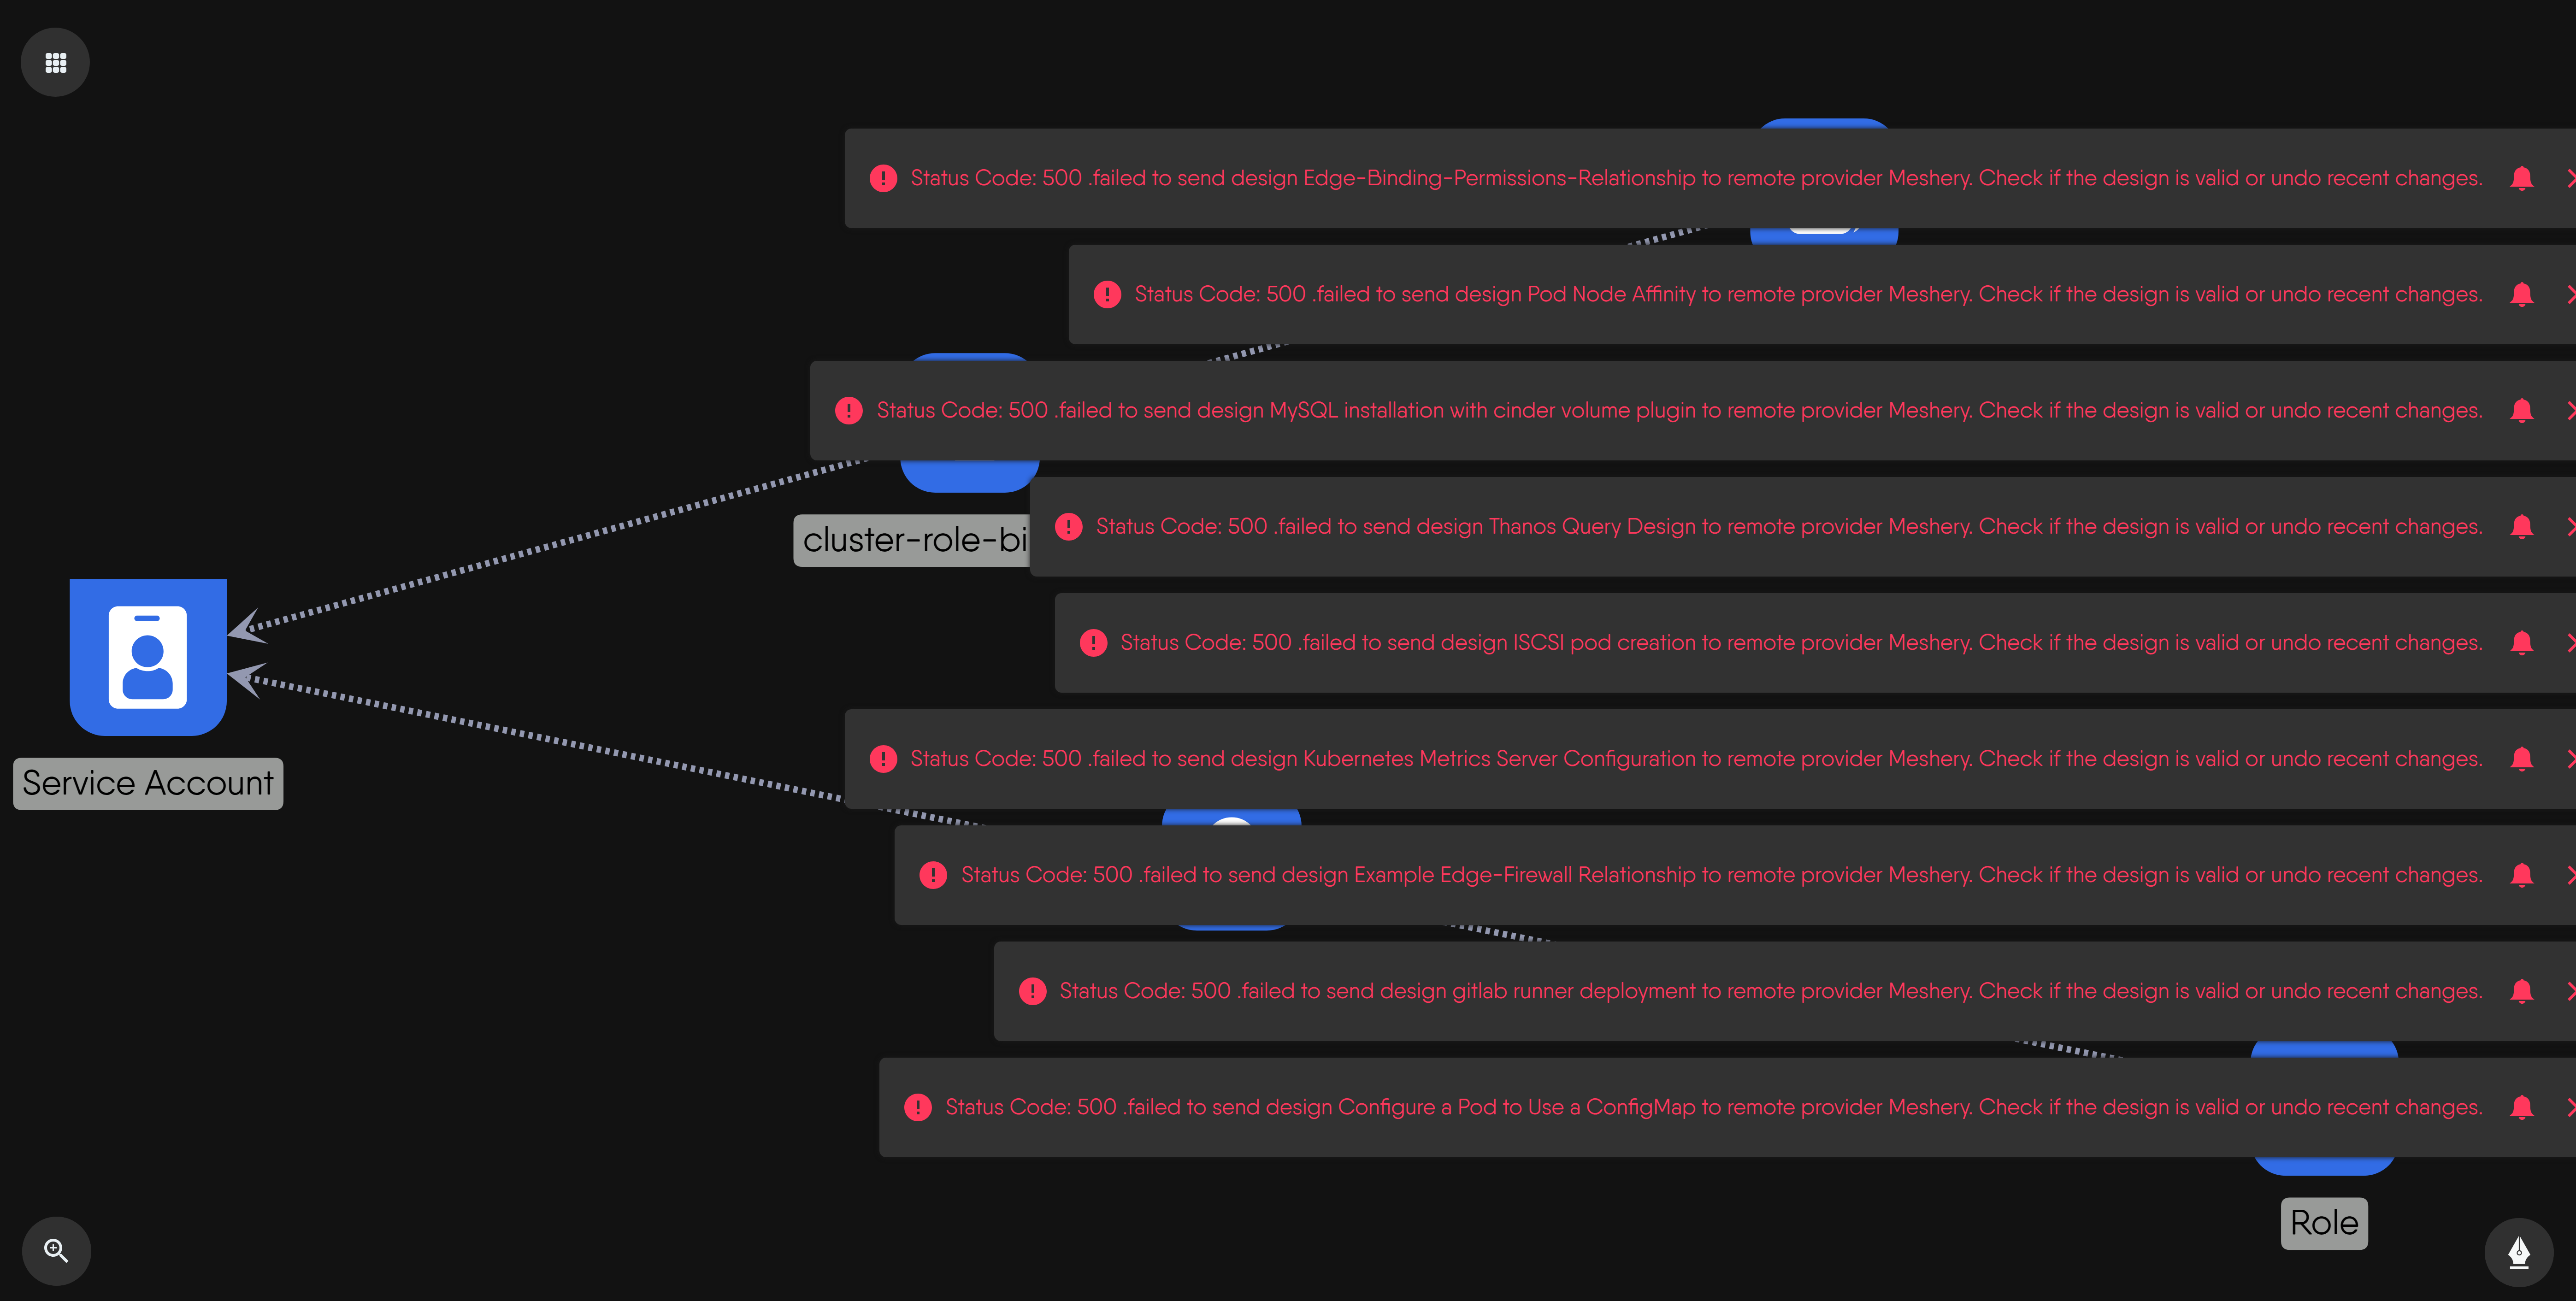 Status Code: 500 .failed to send design Edge-Binding-Permissions-Relationship to remote provider Meshery. Check if the design is valid or undo recent changes.
Status Code: 500 .failed to send design Pod Node Affinity to remote provider Meshery. Check if the design is valid or undo recent changes.
Status Code: 500 .failed to send design MySQL installation with cinder volume plugin to remote provider Meshery. Check if the design is valid or undo recent changes.
cluster-role-bi
Status Code: 500 .failed to send design Thanos Query Design to remote provider Meshery. Check if the design is valid or undo recent changes.
Status Code: 500 .failed to send design ISCSI pod creation to remote provider Meshery. Check if the design is valid or undo recent changes.
Service Account
Status Code: 500 .failed to send design Kubernetes Metrics Server Configuration to remote provider Meshery. Check if the design is valid or undo recent changes.
Status Code: 500 .failed to send design Example Edge-Firewall Relationship to remote provider Meshery. Check if the design is valid or undo recent changes.
Status Code: 500 .failed to send design gitlab runner deployment to remote provider Meshery. Check if the design is valid or undo recent changes.
Status Code: 500 .failed to send design Configure a Pod to Use a ConfigMap to remote provider Meshery. Check if the design is valid or undo recent changes.
Role